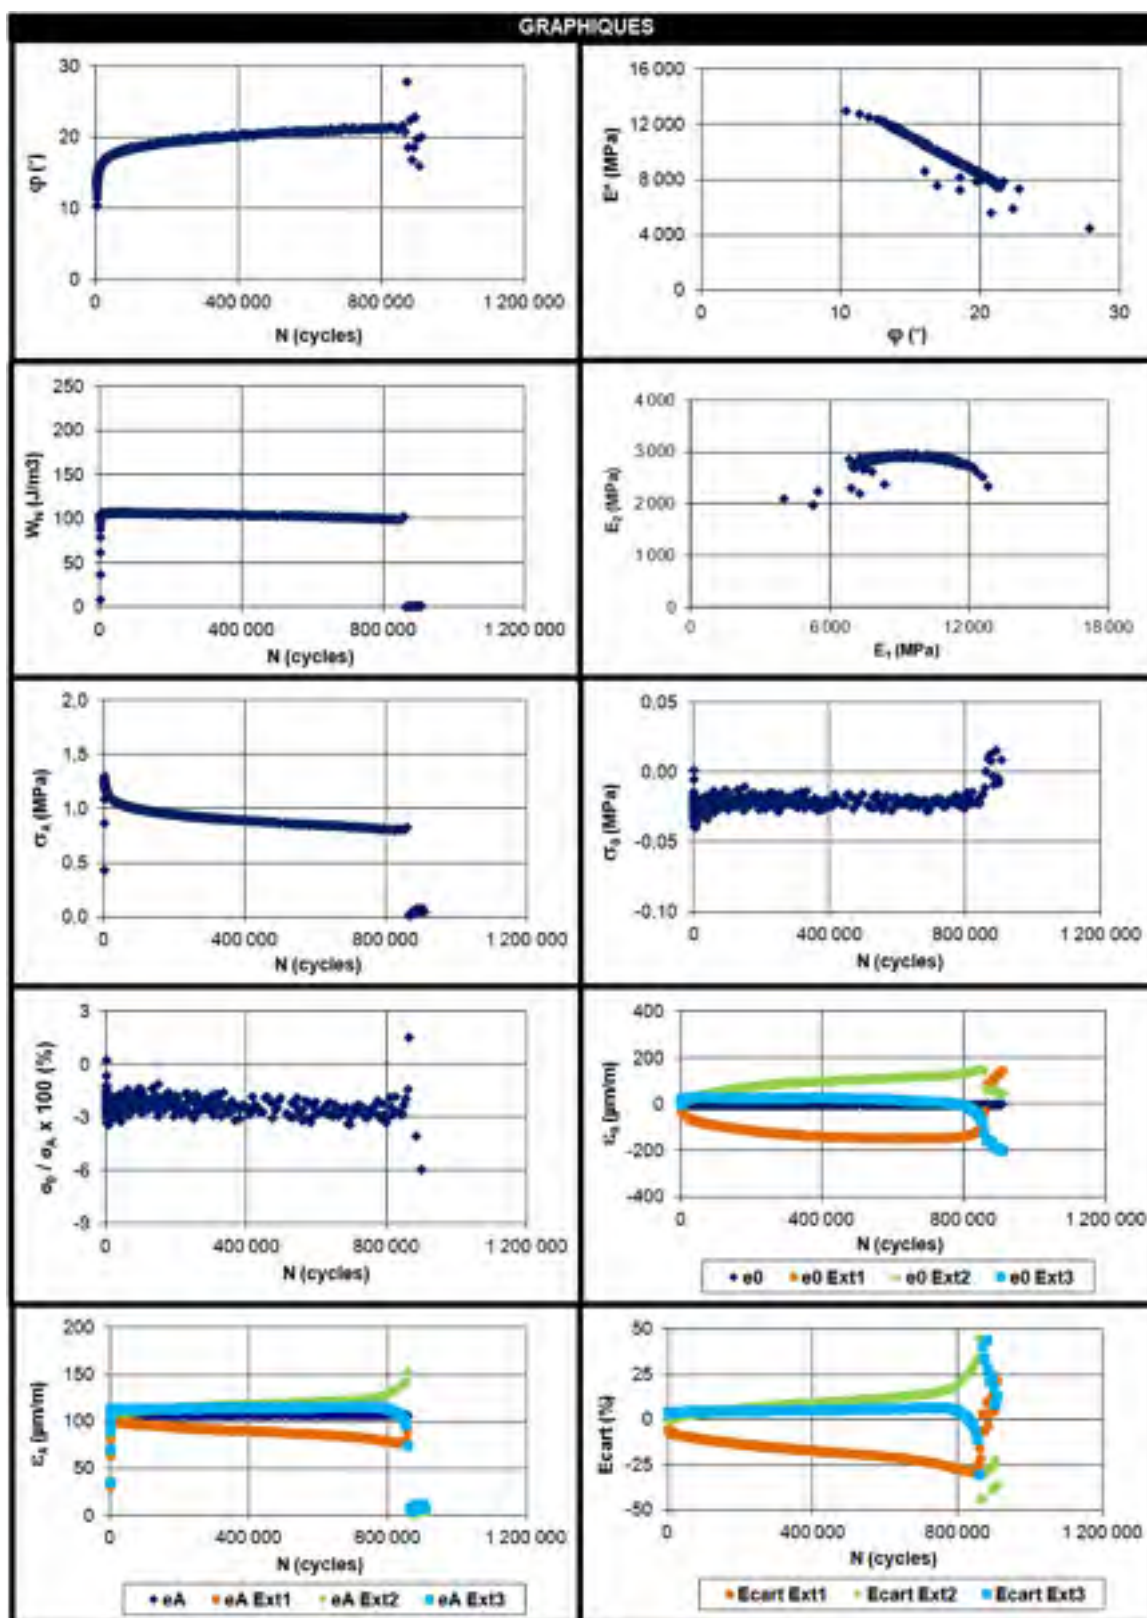 GRAPHIQUES
30
20
10
0
φ (°)
0 400 000 800 000 1 200 000
N (cycles)
16 000
12 000
8 000
4 000
0
E* (MPa)
0 10 20 30
φ (°)
250
200
150
100
50
0
W_N (J/m3)
0 400 000 800 000 1 200 000
N (cycles)
4 000
3 000
2 000
1 000
0
E₂ (MPa)
0 6 000 12 000 18 000
E₁ (MPa)
2,0
1,5
1,0
0,5
0,0
σ_A (MPa)
0 400 000 800 000 1 200 000
N (cycles)
0,05
0,00
-0,05
-0,10
σ₀ (MPa)
0 400 000 800 000 1 200 000
N (cycles)
3
0
-3
-6
-9
σ₀ / σ_A x 100 (%)
0 400 000 800 000 1 200 000
N (cycles)
400
200
0
-200
-400
ε₀ (µm/m)
0 400 000 800 000 1 200 000
N (cycles)
e0 e0 Ext1 e0 Ext2 e0 Ext3
200
150
100
50
0
ε_A (µm/m)
0 400 000 800 000 1 200 000
N (cycles)
eA eA Ext1 eA Ext2 eA Ext3
50
25
0
-25
-50
Ecart (%)
0 400 000 800 000 1 200 000
N (cycles)
Ecart Ext1 Ecart Ext2 Ecart Ext3